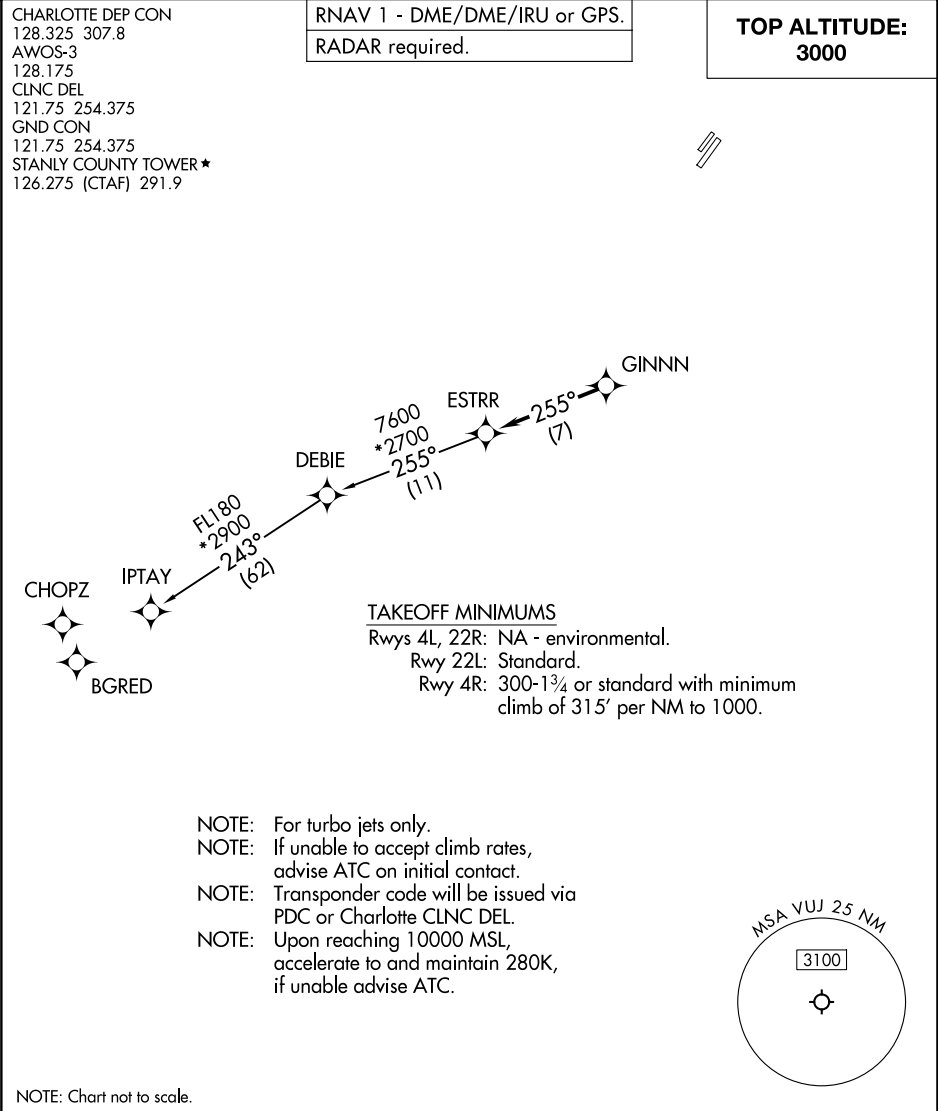 CHARLOTTE DEP CON
128.325 307.8
AWOS-3
128.175
CLNC DEL
121.75 254.375
GND CON
121.75 254.375
STANLY COUNTY TOWER★
126.275 (CTAF) 291.9
RNAV 1 - DME/DME/IRU or GPS.
RADAR required.
TOP ALTITUDE:
3000
GINNN
255°
(7)
ESTRR
7600
*2700
255°
(11)
DEBIE
FL180
*2900
243°
(62)
IPTAY
CHOPZ
BGRED
TAKEOFF MINIMUMS
Rwys 4L, 22R: NA - environmental.
Rwy 22L: Standard.
Rwy 4R: 300-1¾ or standard with minimum
climb of 315' per NM to 1000.
NOTE: For turbo jets only.
NOTE: If unable to accept climb rates,
advise ATC on initial contact.
NOTE: Transponder code will be issued via
PDC or Charlotte CLNC DEL.
NOTE: Upon reaching 10000 MSL,
accelerate to and maintain 280K,
if unable advise ATC.
MSA VUJ 25 NM
3100
NOTE: Chart not to scale.